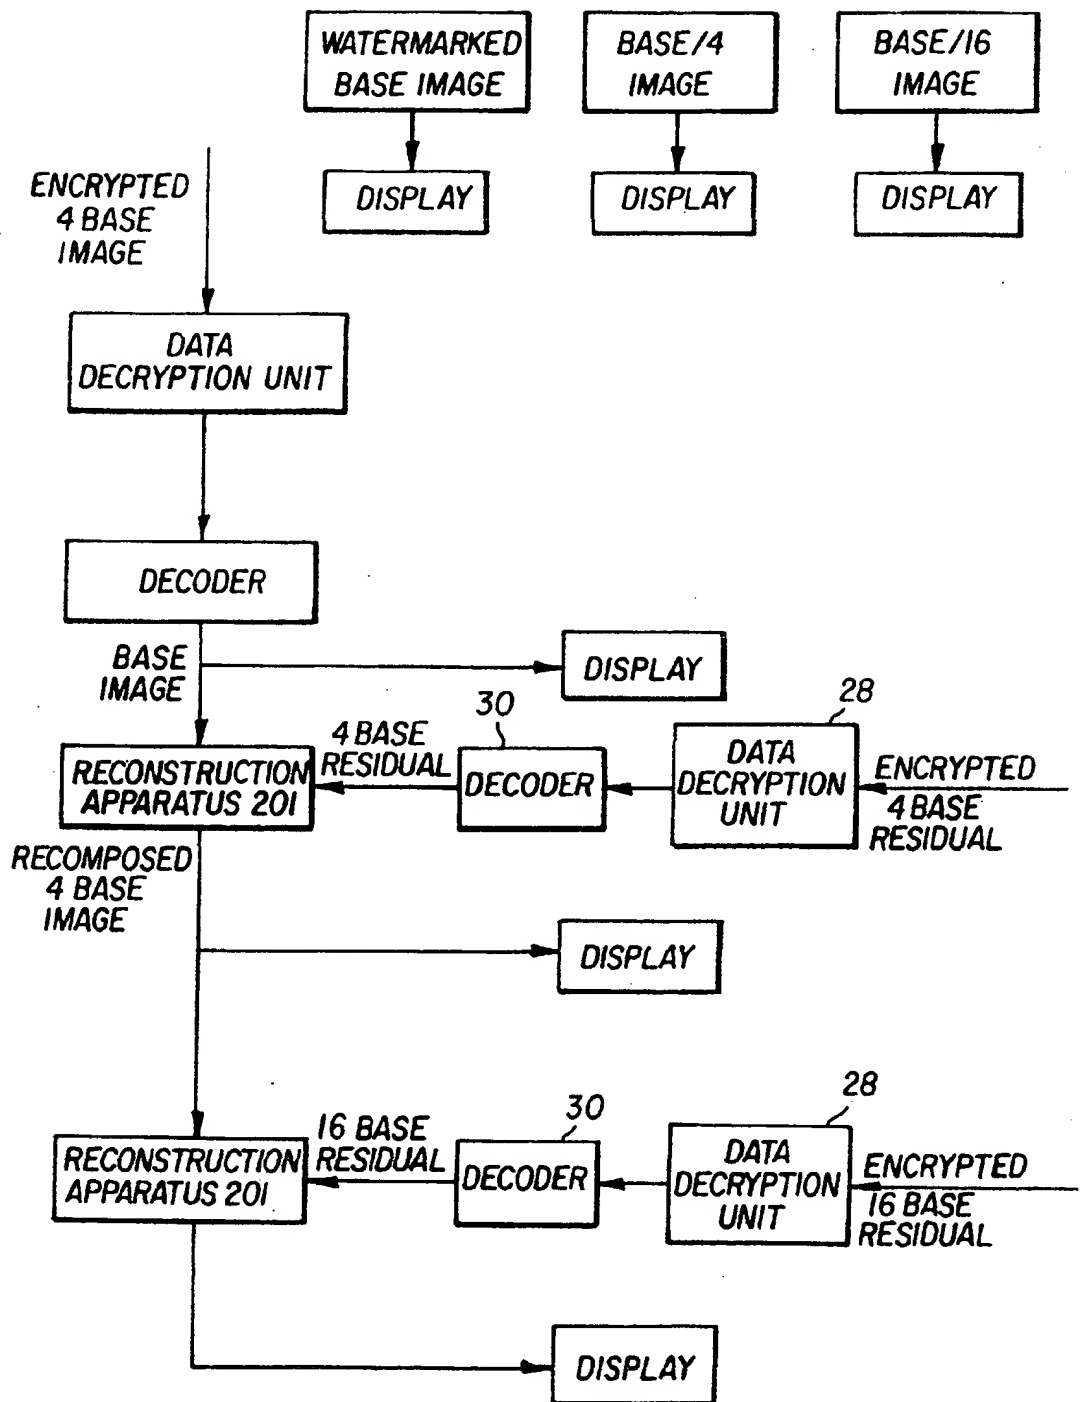 WATERMARKED
BASE IMAGE
BASE/4
IMAGE
BASE/16
IMAGE
DISPLAY
DISPLAY
DISPLAY
ENCRYPTED
4 BASE
IMAGE
DATA
DECRYPTION UNIT
DECODER
BASE
IMAGE
DISPLAY
RECONSTRUCTION
APPARATUS 201
4 BASE
RESIDUAL
30
DECODER
28
DATA
DECRYPTION
UNIT
ENCRYPTED
4 BASE
RESIDUAL
RECOMPOSED
4 BASE
IMAGE
DISPLAY
RECONSTRUCTION
APPARATUS 201
16 BASE
RESIDUAL
30
DECODER
28
DATA
DECRYPTION
UNIT
ENCRYPTED
16 BASE
RESIDUAL
DISPLAY